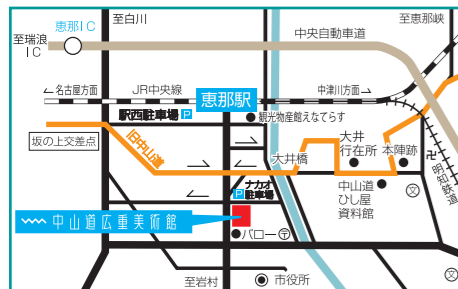 至白川
恵那IC
至恵那峡
至瑞浪
IC
中央自動車道
名古屋方面
JR中央線
恵那駅
中津川方面
駅西駐車場 P
観光物産館えなてらす
坂の上交差点
旧中山道
大井橋
大井
行在所
本陣跡
卍
明知鉄道
ナカオ
P 駐車場
中山道
ひし屋
資料館
文
中山道広重美術館
バロー 〒
至岩村
市役所
文